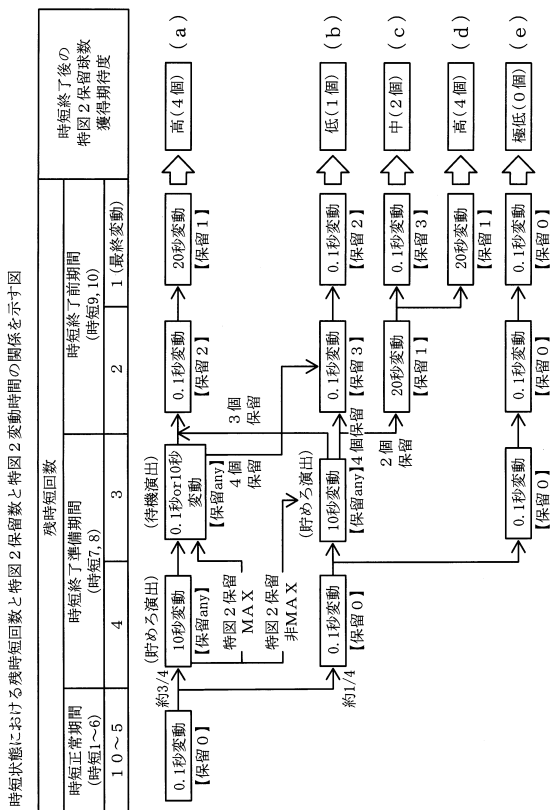 時短状態における残時短回数と特図2保留数と特図2変動時間の関係を示す図
残時短回数
時短終了後の
特図2保留球数
獲得期待度
時短正常期間
(時短1~6)
時短終了準備期間
(時短7, 8)
時短終了前期間
(時短9, 10)
10~5
4
3
2
1(最終変動)
0.1秒変動
【保留0】
約3/4
約1/4
(貯めろ演出)
10秒変動
【保留any】
特図2保留
MAX
特図2保留
非MAX
(待機演出)
0.1秒or10秒
変動
【保留any】
4個
保留
3個
保留
0.1秒変動
【保留2】
20秒変動
【保留1】
高(4個)
(a)
0.1秒変動
【保留0】
(貯めろ演出)
10秒変動
【保留any】
4個保留
2個
保留
0.1秒変動
【保留3】
0.1秒変動
【保留2】
低(1個)
(b)
20秒変動
【保留1】
0.1秒変動
【保留3】
中(2個)
(c)
20秒変動
【保留1】
高(4個)
(d)
0.1秒変動
【保留0】
0.1秒変動
【保留0】
0.1秒変動
【保留0】
極低(0個)
(e)